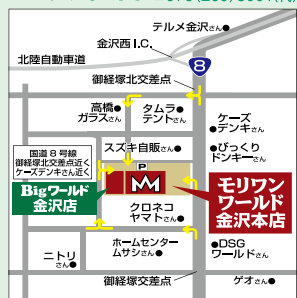 テルメ金沢さん●
金沢西I.C.
北陸自動車道
8
御経塚北交差点
高橋●
ガラスさん
タムラ●
テントさん
ケーズ
●デンキさん
スズキ自販さん●
●びっくり
ドンキーさん
国道8号線
御経塚北交差点近く
ケーズデンキさん近く
P
Bigワールド
金沢店
モリワン
ワールド
金沢本店
クロネコ
ヤマトさん●
ニトリ
さん●
ホームセンター
ムサシさん●
●DSG
ワールドさん
御経塚交差点
ゲオさん●